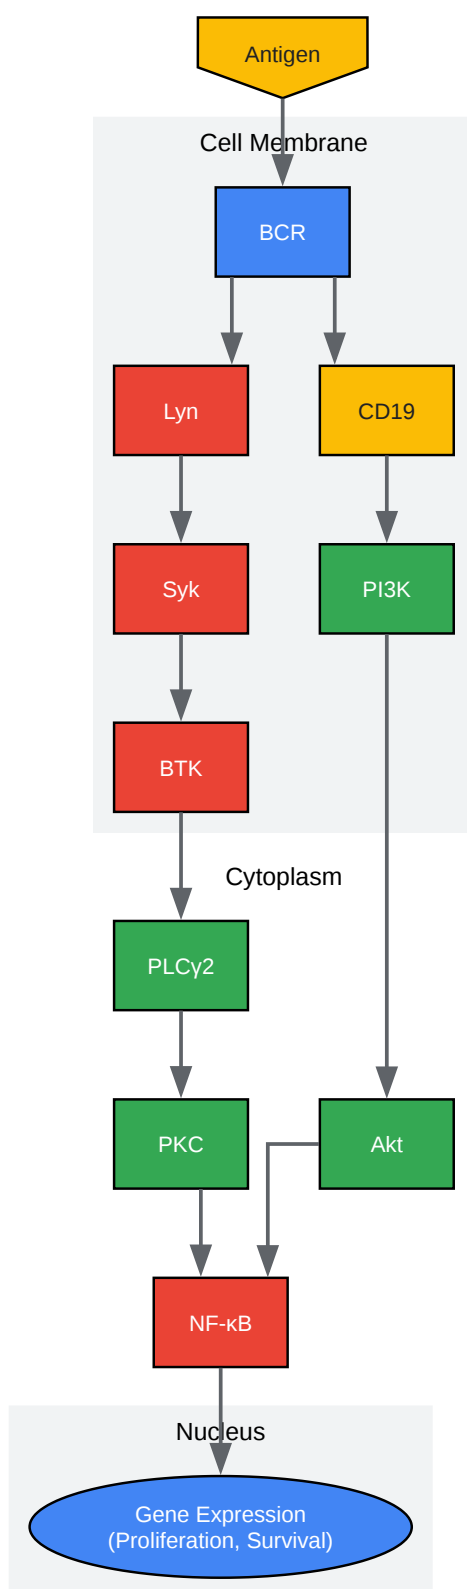 Antigen
Cell Membrane
BCR
Lyn
CD19
Syk
PI3K
BTK
Cytoplasm
PLCγ2
PKC
Akt
NF-κB
Nucleus
Gene Expression
(Proliferation, Survival)